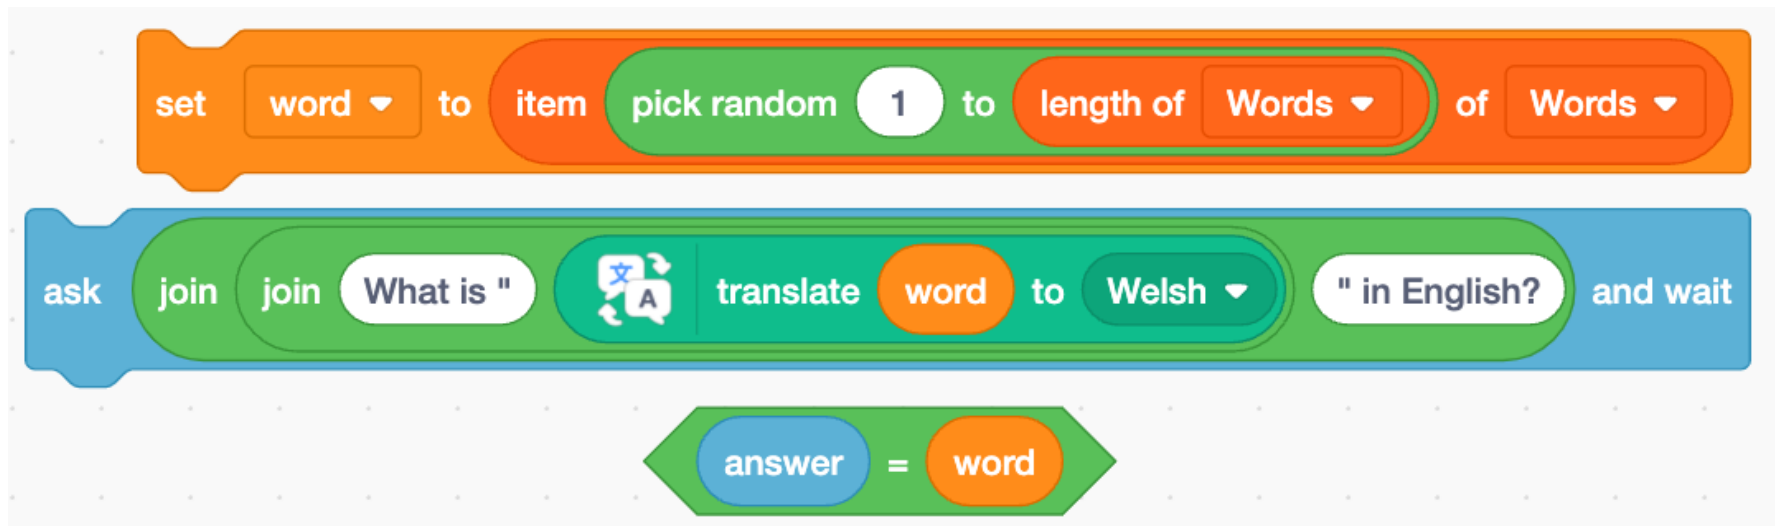 set word to item pick random 1 to length of Words of Words
ask join join What is " 文 A translate word to Welsh " in English? and wait
answer = word